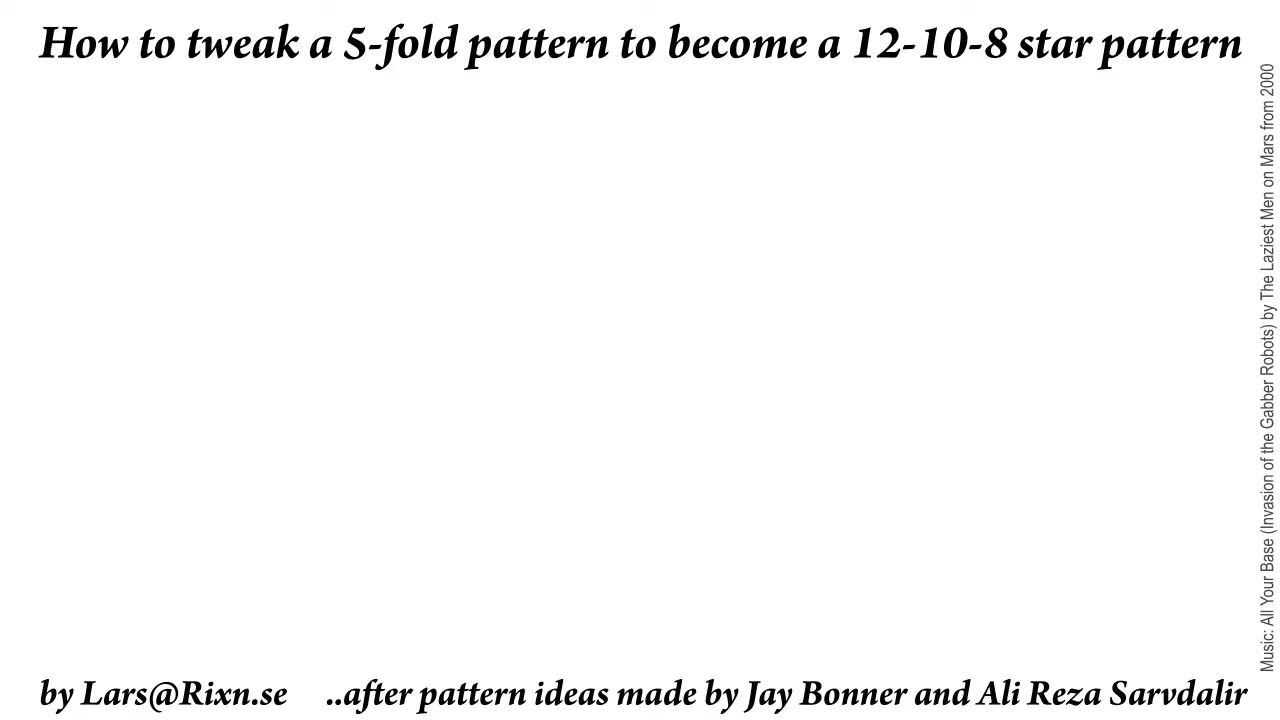 How to tweak a 5-fold pattern to become a 12-10-8 star pattern
Music: All Your Base (Invasion of the Gabber Robots) by The Laziest Men on Mars from 2000
by Lars@Rixn.se ..after pattern ideas made by Jay Bonner and Ali Reza Sarvdalir